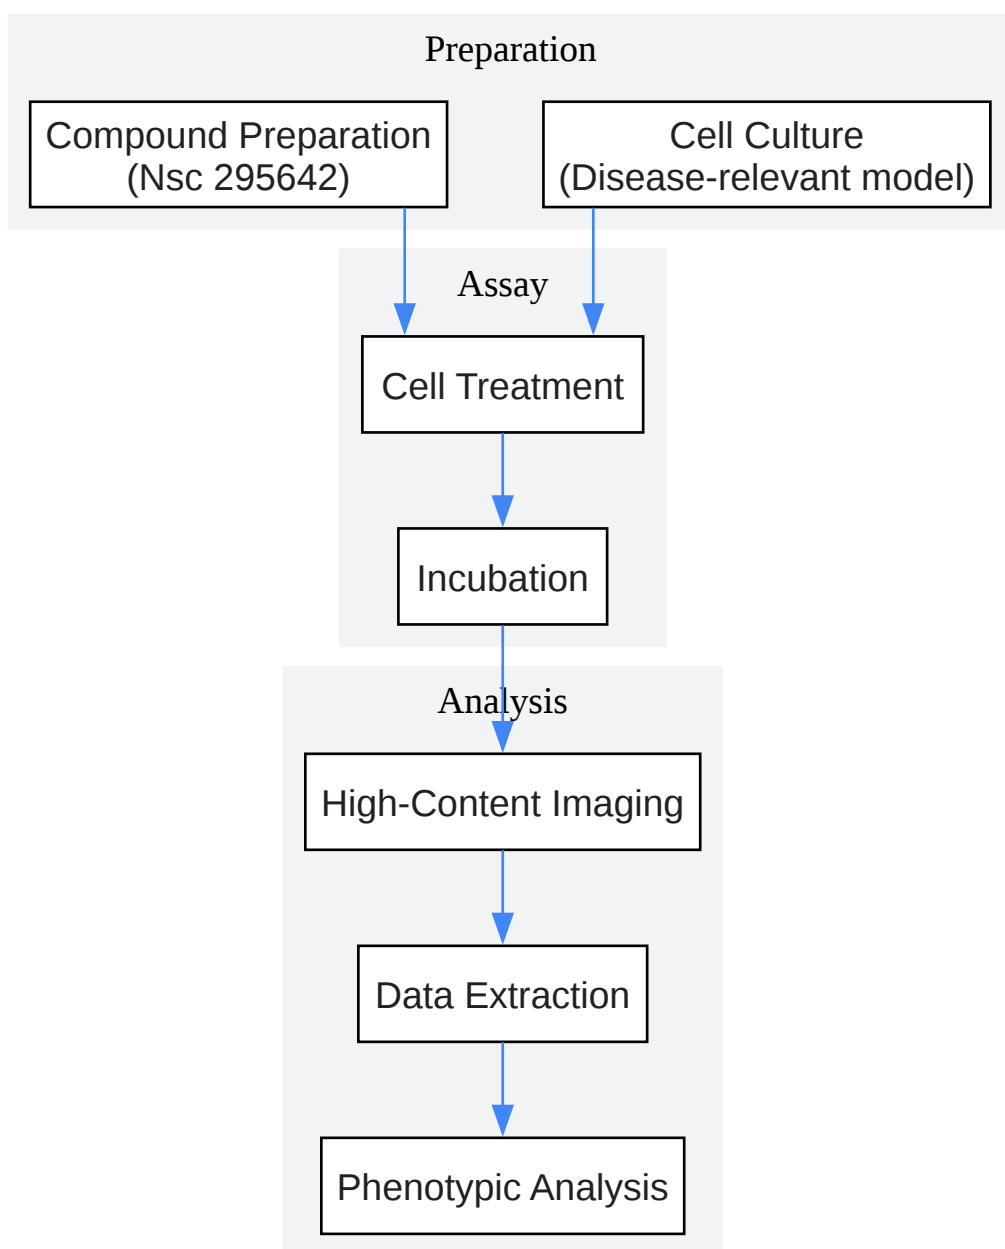 Preparation
Compound Preparation
(Nsc 295642)
Cell Culture
(Disease-relevant model)
Assay
Cell Treatment
Incubation
Analysis
High-Content Imaging
Data Extraction
Phenotypic Analysis